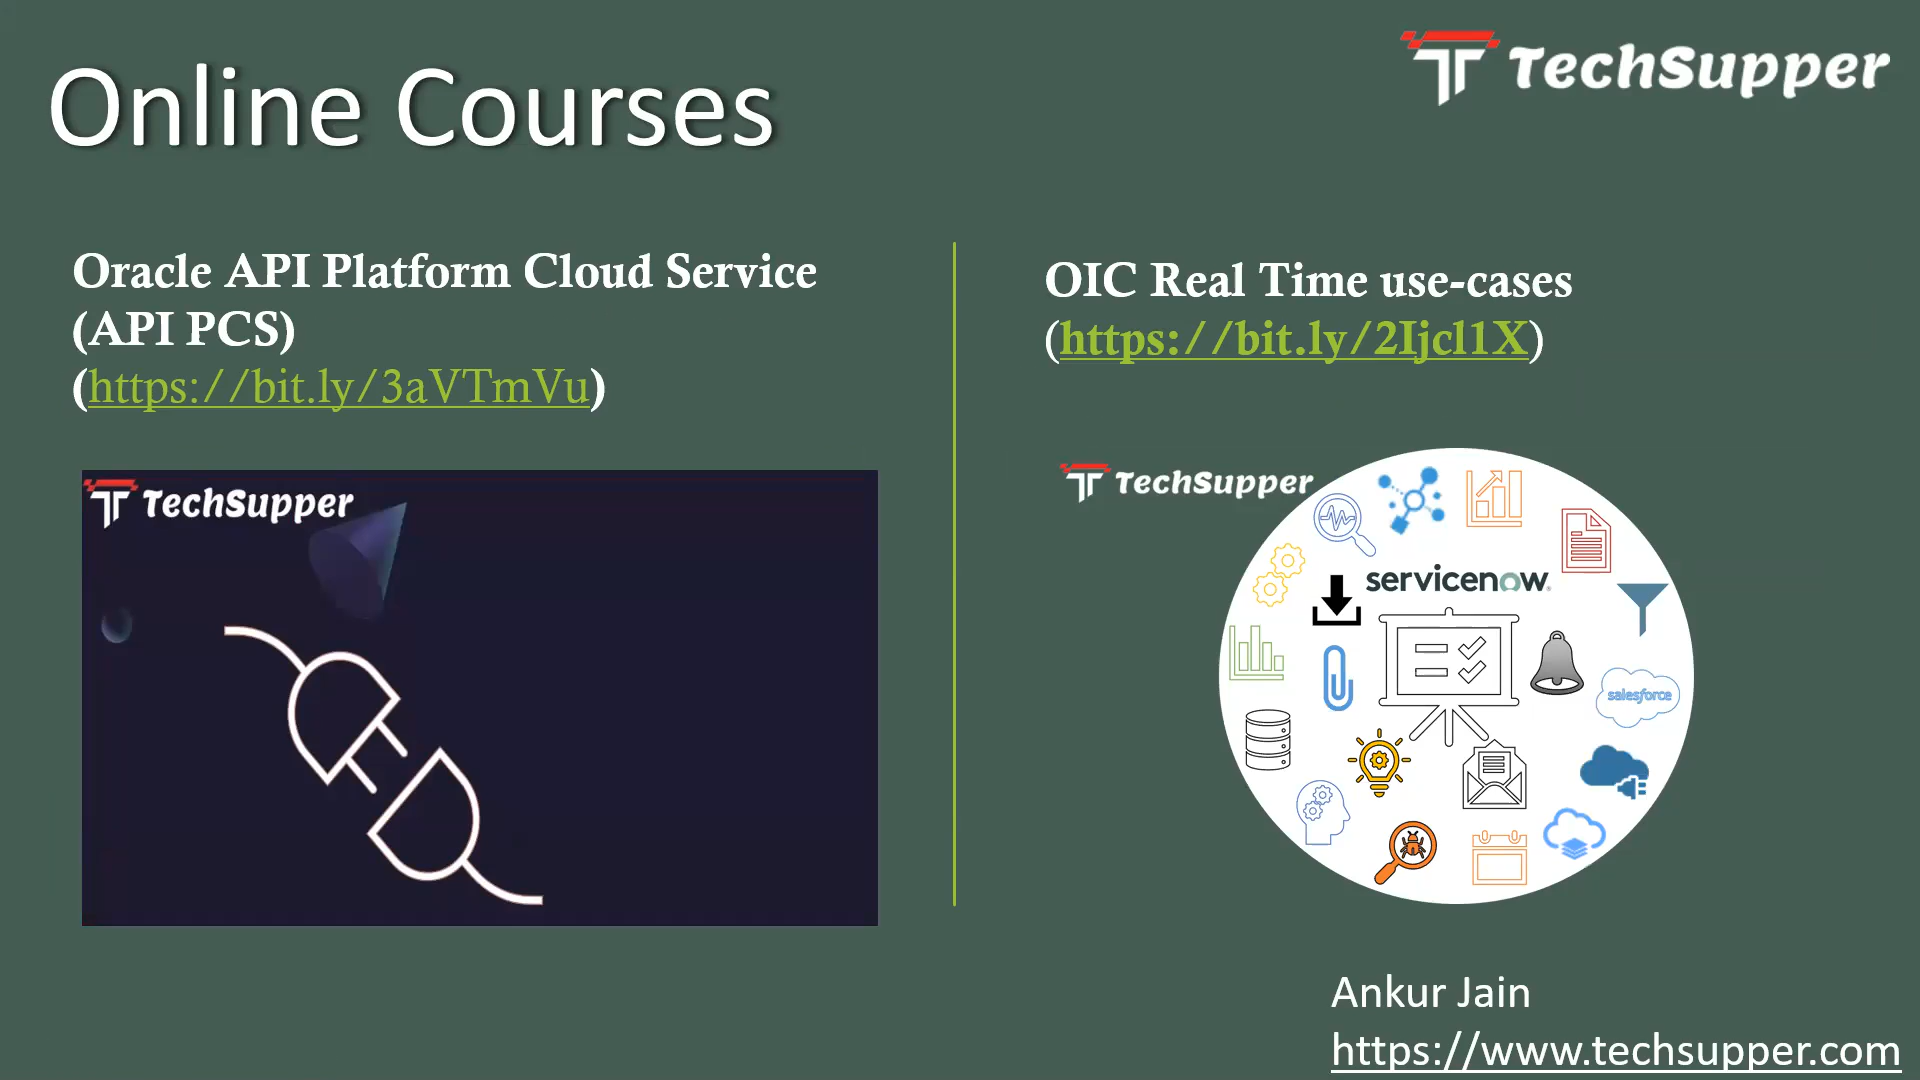 TechSupper
Online Courses
Oracle API Platform Cloud Service
(API PCS)
(https://bit.ly/3aVTmVu)
TechSupper
OIC Real Time use-cases
(https://bit.ly/2Ijcl1X)
TechSupper
servicenow
salesforce
Ankur Jain
https://www.techsupper.com